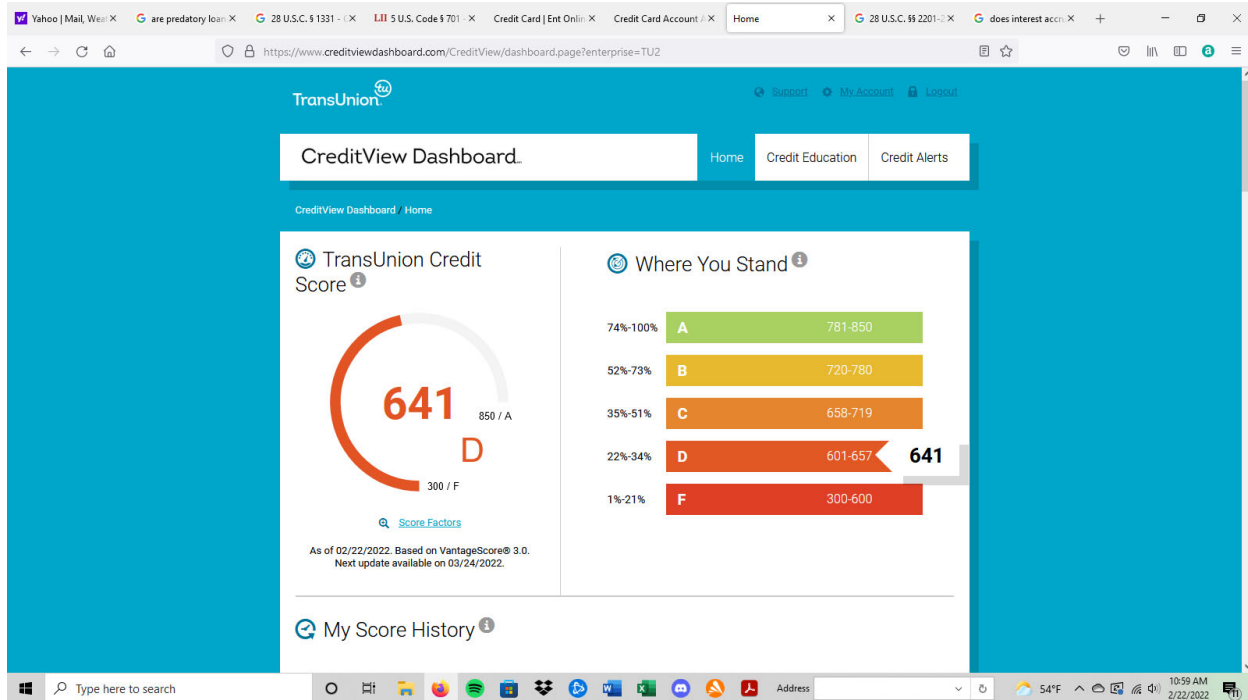 Yahoo | Mail, Wea
are predatory loan
28 U.S.C. § 1331 -
LII 5 U.S. Code § 701 -
Credit Card | Ent Onlin
Credit Card Account
Home
28 U.S.C. §§ 2201-2
does interest accru
https://www.creditviewdashboard.com/CreditView/dashboard.page?enterprise=TU2
TransUnion
tu
Support My Account Logout
CreditView Dashboard
Home Credit Education Credit Alerts
CreditView Dashboard / Home
TransUnion Credit
Score
641
D
850 / A
300 / F
Score Factors
As of 02/22/2022. Based on VantageScore® 3.0.
Next update available on 03/24/2022.
Where You Stand
74%-100% A 781-850
52%-73% B 720-780
35%-51% C 658-719
22%-34% D 601-657 641
1%-21% F 300-600
My Score History
Type here to search
Address
54°F
10:59 AM
2/22/2022